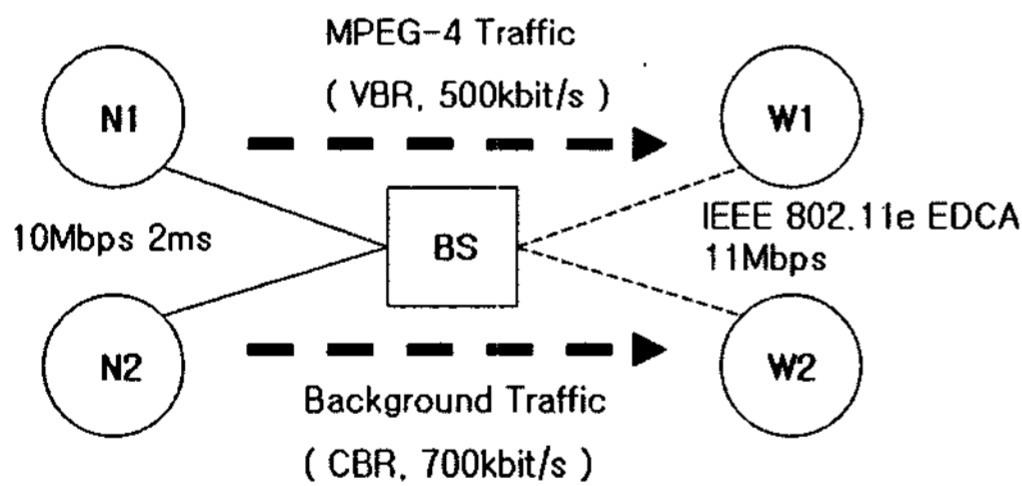 MPEG-4 Traffic
( VBR, 500kbit/s )
N1
W1
10Mbps 2ms
BS
IEEE 802.11e EDCA
11Mbps
N2
W2
Background Traffic
( CBR, 700kbit/s )